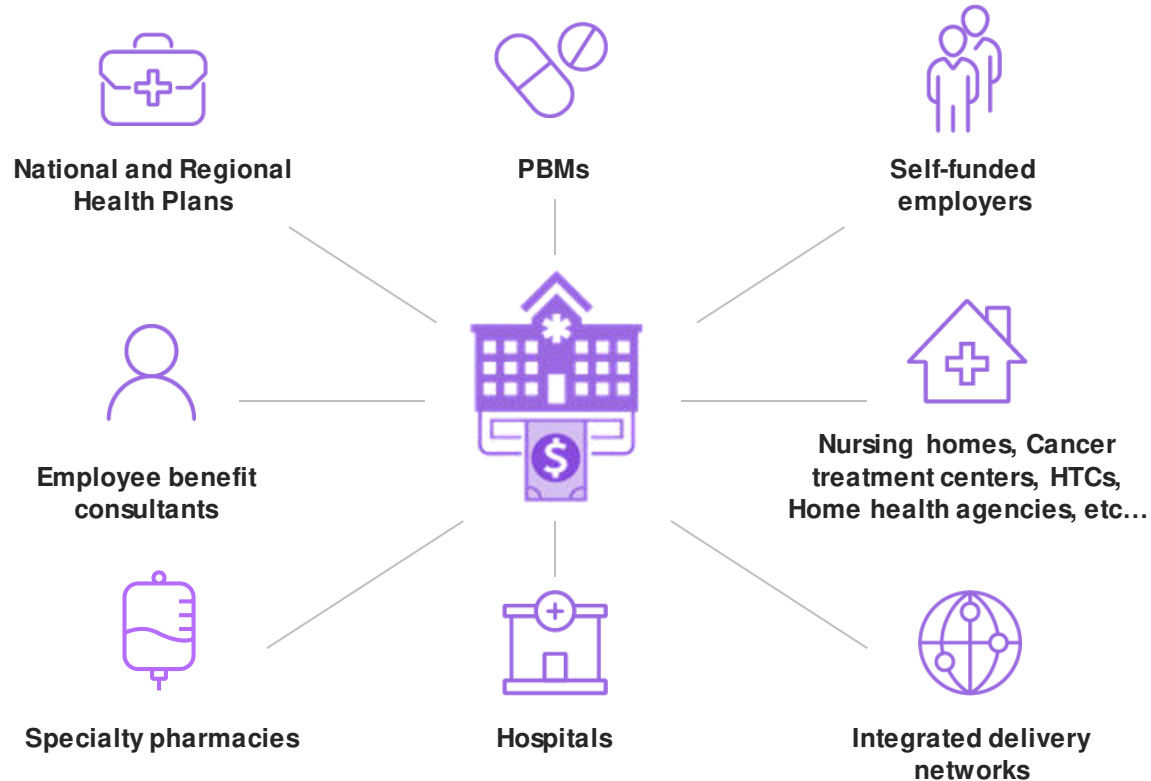 National and Regional
Health Plans
PBMs
Self-funded
employers
Employee benefit
consultants
$
Nursing homes, Cancer
treatment centers, HTCs,
Home health agencies, etc…
Specialty pharmacies
Hospitals
Integrated delivery
networks